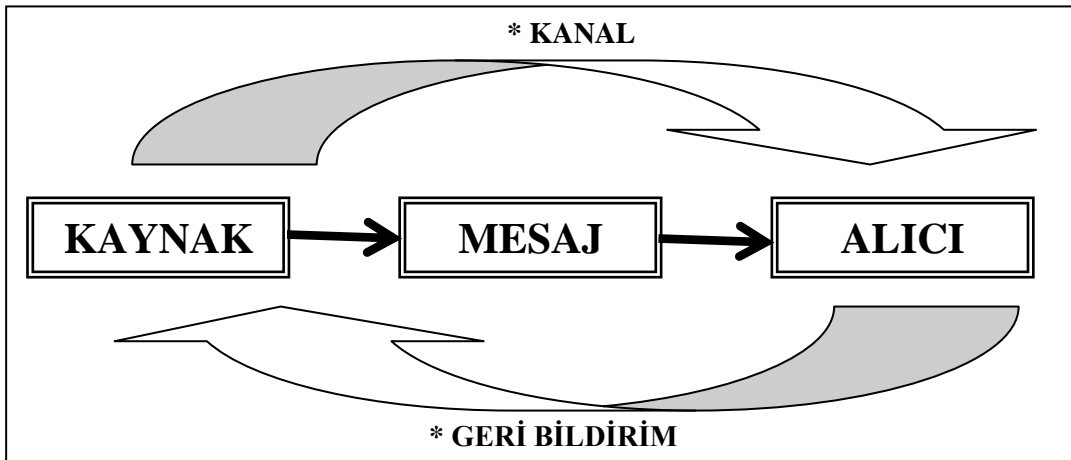 * KANAL
KAYNAK
MESAJ
ALICI
* GERİ BİLDİRİM